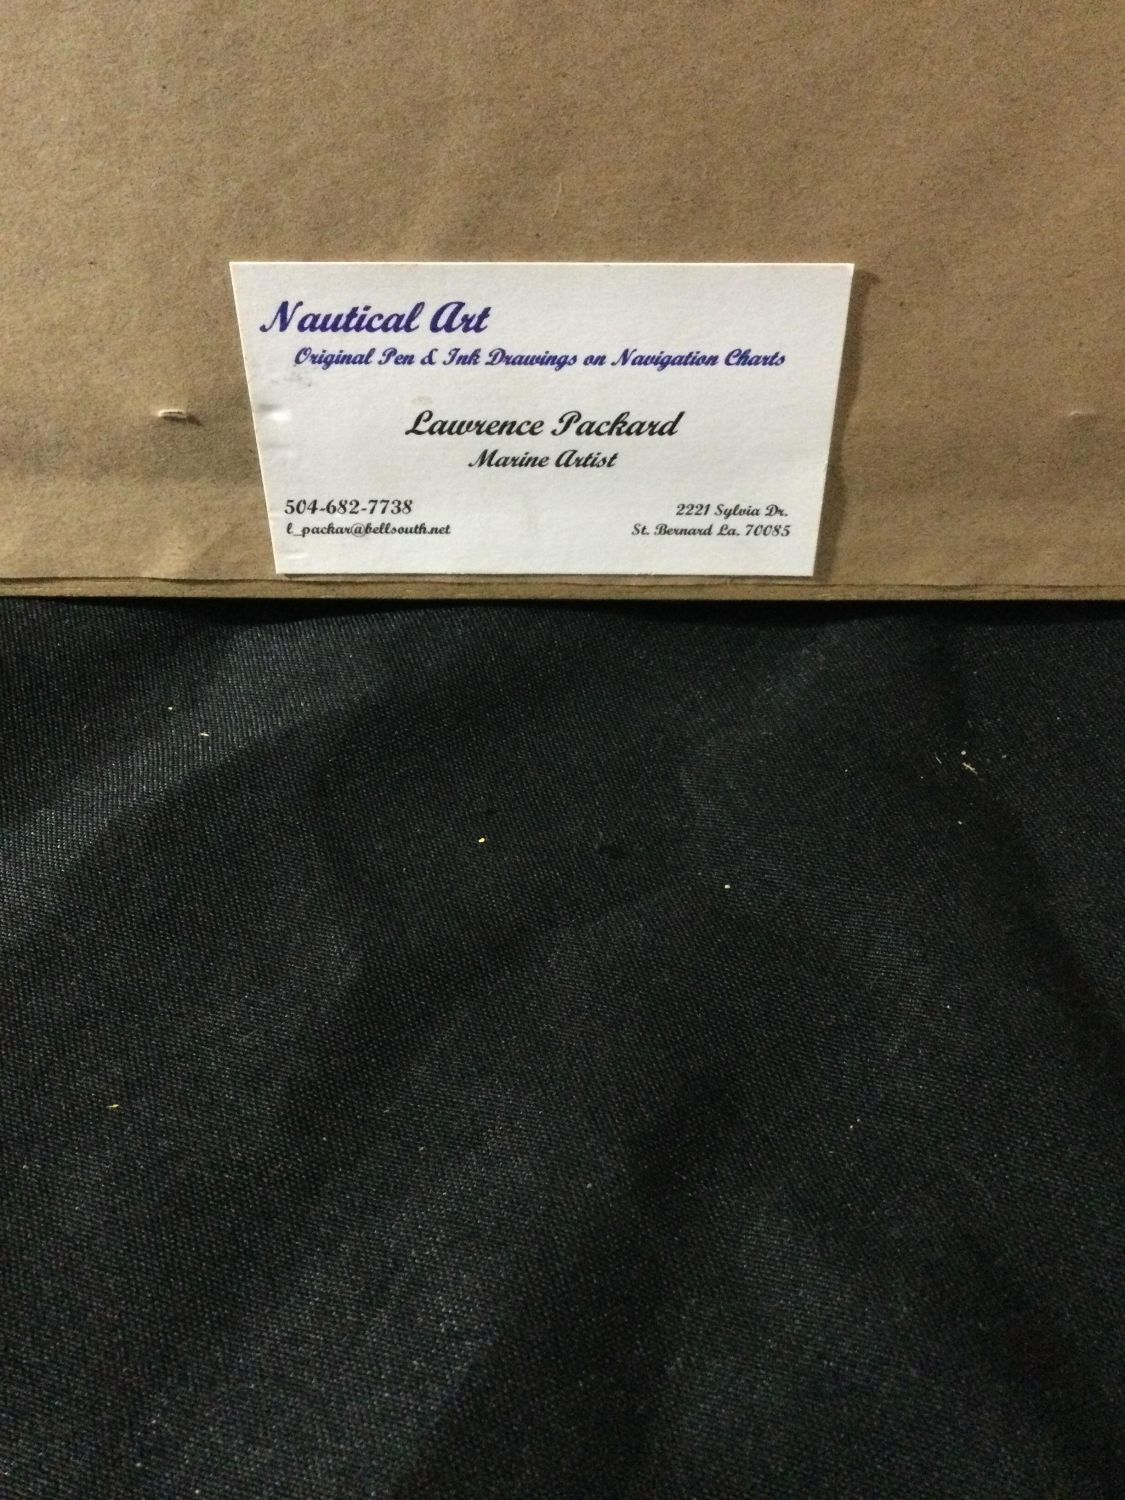 Nautical Art
Original Pen & Ink Drawings on Navigation Charts
Lawrence Packard
Marine Artist
504-682-7738
l_packar@bellsouth.net
2221 Sylvia Dr.
St. Bernard La. 70085